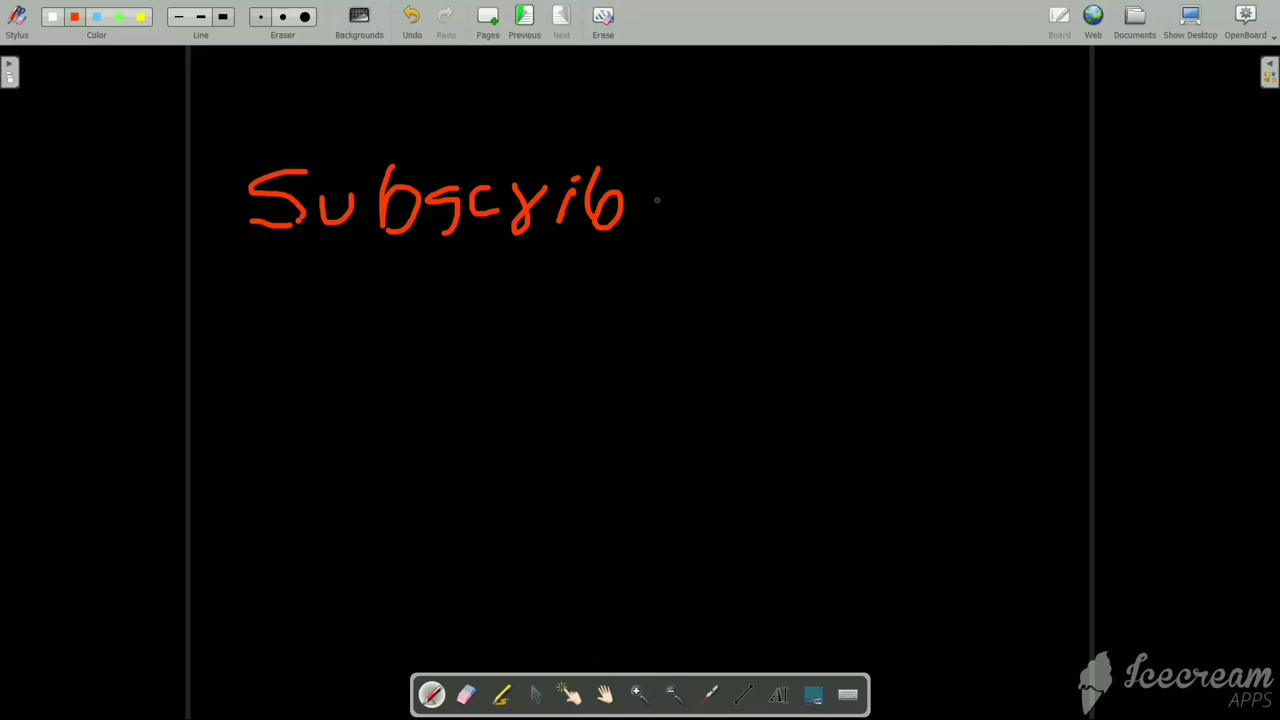 Stylus
Color
Line
Eraser
Backgrounds
Undo
Redo
Pages
Previous
Next
Erase
Board
Web
Documents
Show Desktop
OpenBoard
Subscrib
AI
Icecream
APPS